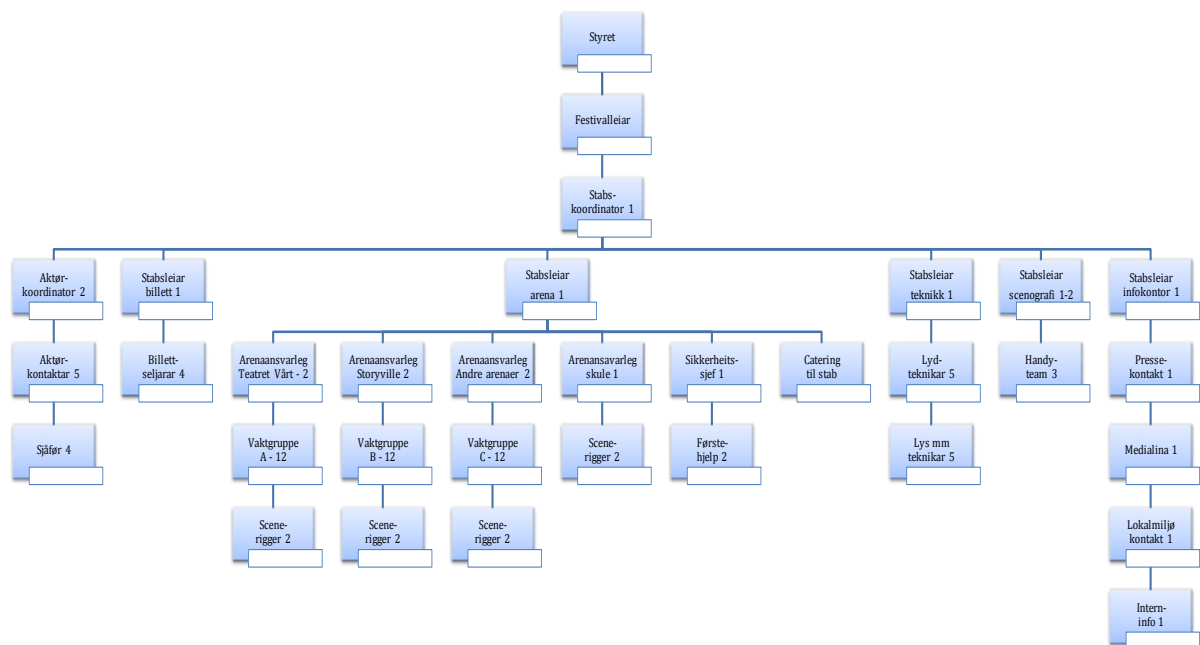 Styret
Festivalleiar
Stabs-
koordinator 1
Aktør-
koordinator 2
Stabsleiar
billett 1
Stabsleiar
arena 1
Stabsleiar
teknikk 1
Stabsleiar
scenografi 1-2
Stabsleiar
infokontor 1
Aktør-
kontaktar 5
Billett-
seljarar 4
Arenaansvarleg
Teatret Vårt - 2
Arenaansvarleg
Storyville 2
Arenaansvarleg
Andre arenaer 2
Arenansavarleg
skule 1
Sikkerheits-
sjef 1
Catering
til stab
Lyd-
teknikar 5
Handy-
team 3
Presse-
kontakt 1
Sjåfør 4
Vaktgruppe
A - 12
Vaktgruppe
B - 12
Vaktgruppe
C - 12
Scene-
rigger 2
Første-
hjelp 2
Lys mm
teknikar 5
Medialina 1
Scene-
rigger 2
Scene-
rigger 2
Scene-
rigger 2
Lokalmiljø
kontakt 1
Intern-
info 1